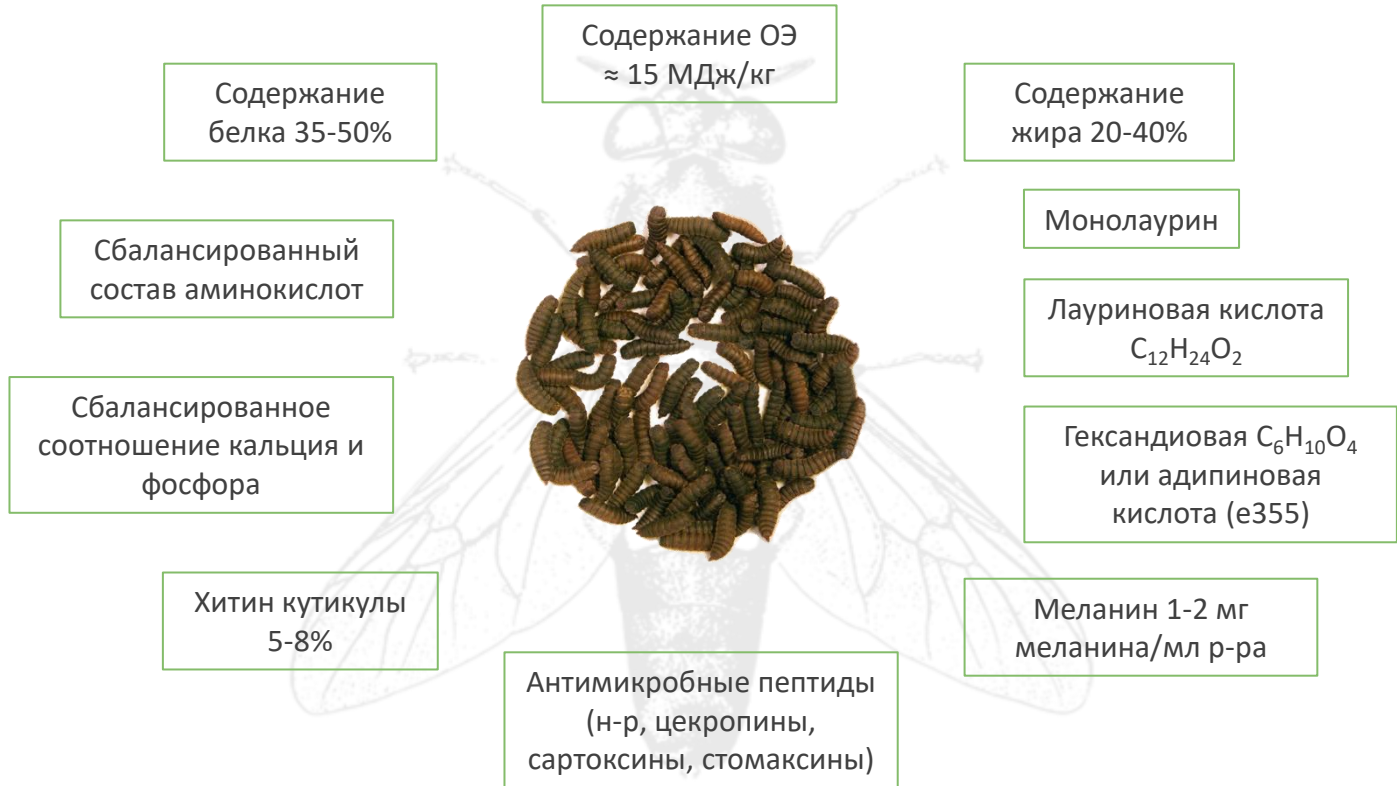 Содержание ОЭ
≈ 15 МДж/кг
Содержание
белка 35-50%
Содержание
жира 20-40%
Монолаурин
Сбалансированный
состав аминокислот
Лауриновая кислота
C₁₂H₂₄O₂
Сбалансированное
соотношение кальция и
фосфора
Гександиовая C₆H₁₀O₄
или адипиновая
кислота (е355)
Хитин кутикулы
5-8%
Меланин 1-2 мг
меланина/мл р-ра
Антимикробные пептиды
(н-р, цекропины,
сартоксины, стомаксины)